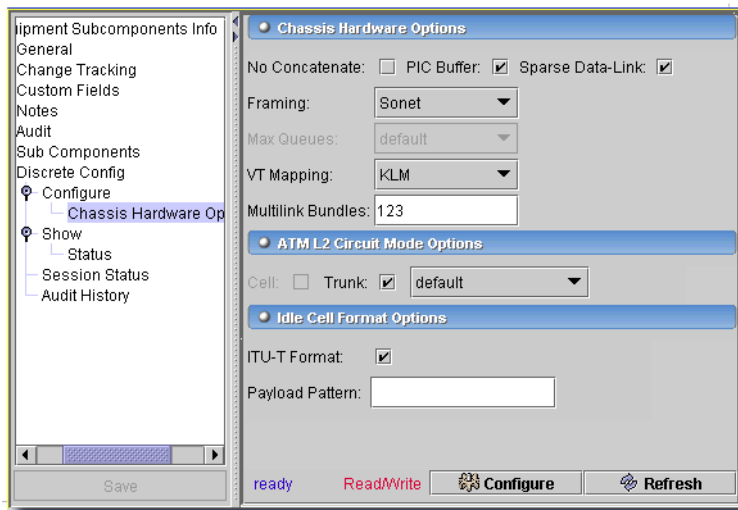 ipment Subcomponents Info
General
Change Tracking
Custom Fields
Notes
Audit
Sub Components
Discrete Config
Configure
Chassis Hardware Op
Show
Status
Session Status
Audit History
Save
Chassis Hardware Options
No Concatenate: PIC Buffer: Sparse Data-Link:
Framing: Sonet
Max Queues: default
VT Mapping: KLM
Multilink Bundles: 123
ATM L2 Circuit Mode Options
Cell: Trunk: default
Idle Cell Format Options
ITU-T Format:
Payload Pattern:
ready Read/Write Configure Refresh